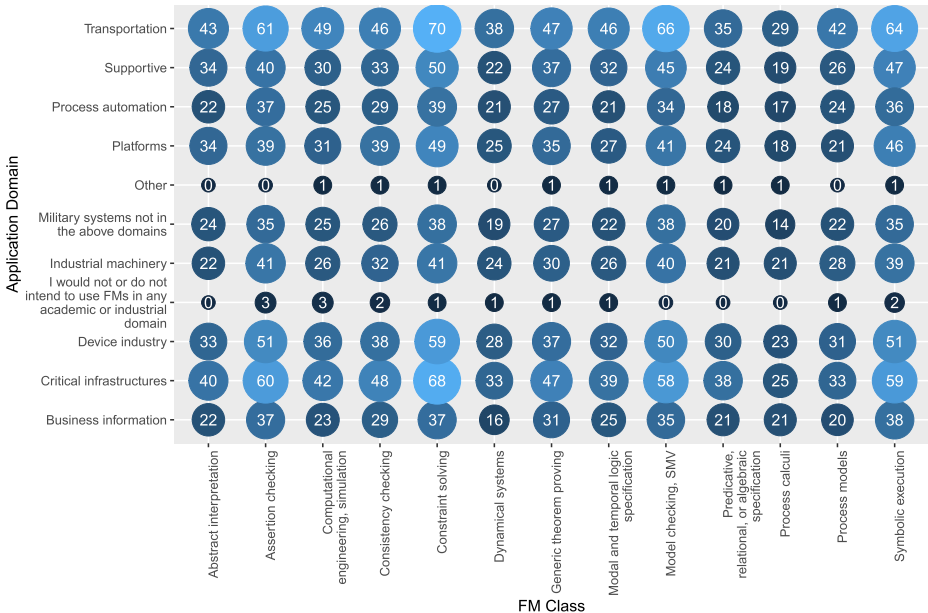 Transportation 43 61 49 46 70 38 47 46 66 35 29 42 64
Supportive 34 40 30 33 50 22 37 32 45 24 19 26 47
Process automation 22 37 25 29 39 21 27 21 34 18 17 24 36
Platforms 34 39 31 39 49 25 35 27 41 24 18 21 46
Other 0 0 1 1 1 0 1 1 1 1 1 0 1
Military systems not in
the above domains
24 35 25 26 38 19 27 22 38 20 14 22 35
Industrial machinery 22 41 26 32 41 24 30 26 40 21 21 28 39
I would not or do not
intend to use FMs in any
academic or industrial
domain
0 3 3 2 1 1 1 1 0 0 0 1 2
Device industry 33 51 36 38 59 28 37 32 50 30 23 31 51
Critical infrastructures 40 60 42 48 68 33 47 39 58 38 25 33 59
Business information 22 37 23 29 37 16 31 25 35 21 21 20 38
Application Domain
Abstract interpretation
Assertion checking
Computational
engineering, simulation
Consistency checking
Constraint solving
Dynamical systems
Generic theorem proving
Modal and temporal logic
specification
Model checking, SMV
Predicative,
relational, or algebraic
specification
Process calculi
Process models
Symbolic execution
FM Class